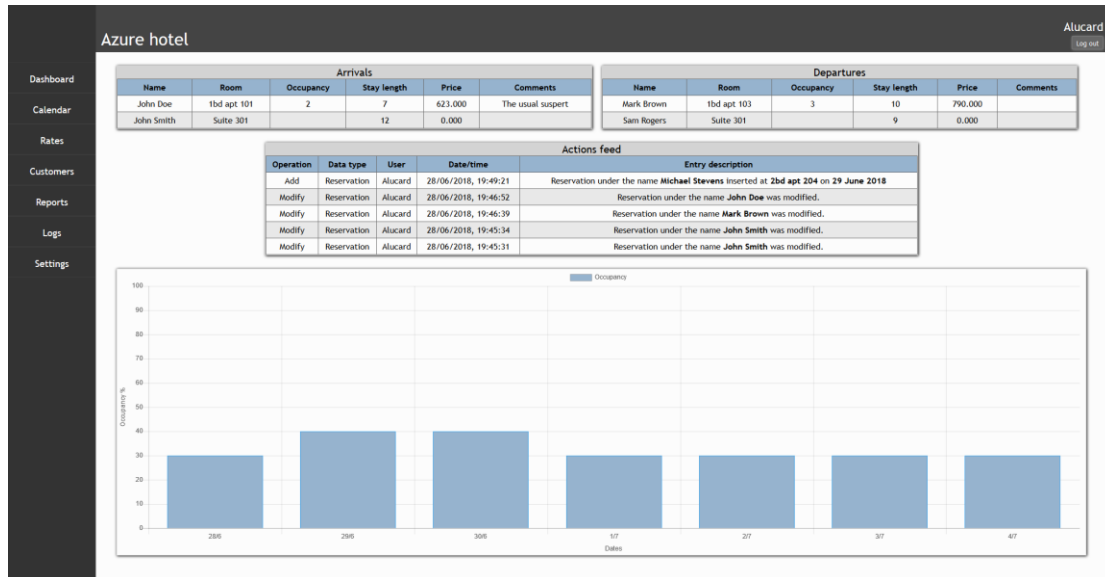 Alucard
Azure hotel
Log out
Dashboard
Calendar
Rates
Customers
Reports
Logs
Settings
Arrivals
Name Room Occupancy Stay length Price Comments
John Doe 1bd apt 101 2 7 623.000 The usual suspert
John Smith Suite 301 12 0.000
Departures
Name Room Occupancy Stay length Price Comments
Mark Brown 1bd apt 103 3 10 790.000
Sam Rogers Suite 301 9 0.000
Actions feed
Operation Data type User Date/time Entry description
Add Reservation Alucard 28/06/2018, 19:49:21 Reservation under the name Michael Stevens inserted at 2bd apt 204 on 29 June 2018
Modify Reservation Alucard 28/06/2018, 19:46:52 Reservation under the name John Doe was modified.
Modify Reservation Alucard 28/06/2018, 19:46:39 Reservation under the name Mark Brown was modified.
Modify Reservation Alucard 28/06/2018, 19:45:34 Reservation under the name John Smith was modified.
Modify Reservation Alucard 28/06/2018, 19:45:31 Reservation under the name John Smith was modified.
Occupancy
Occupancy %
100
90
80
70
60
50
40
30
20
10
0
28/6 29/6 30/6 1/7 2/7 3/7 4/7
Dates